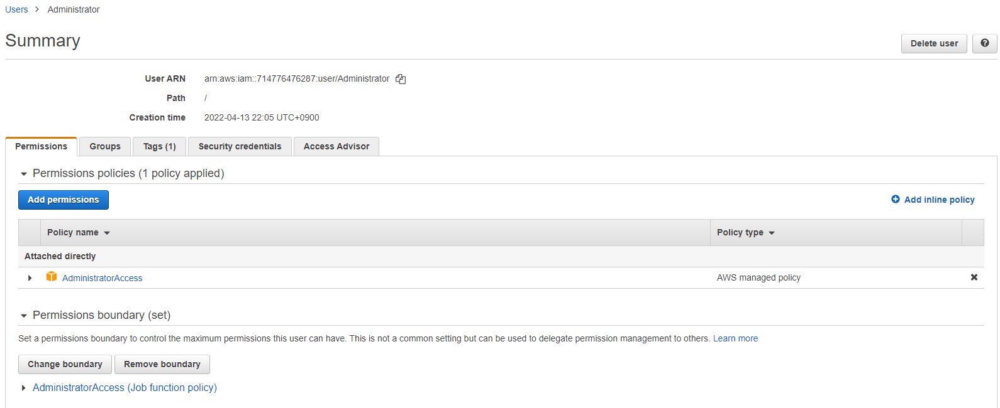 Users > Administrator
Summary
Delete user
User ARN arn:aws:iam::714776476287:user/Administrator
Path /
Creation time 2022-04-13 22:05 UTC+0900
Permissions Groups Tags (1) Security credentials Access Advisor
Permissions policies (1 policy applied)
Add permissions Add inline policy
Policy name Policy type
Attached directly
AdministratorAccess AWS managed policy
Permissions boundary (set)
Set a permissions boundary to control the maximum permissions this user can have. This is not a common setting but can be used to delegate permission management to others. Learn more
Change boundary Remove boundary
AdministratorAccess (Job function policy)